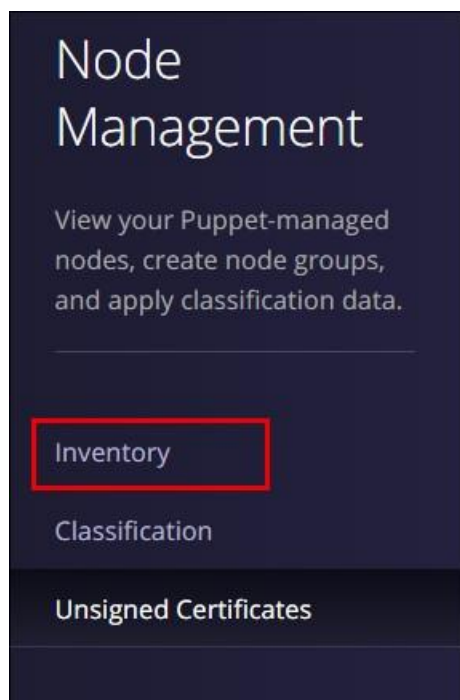 Node
Management
View your Puppet-managed
nodes, create node groups,
and apply classification data.
Inventory
Classification
Unsigned Certificates